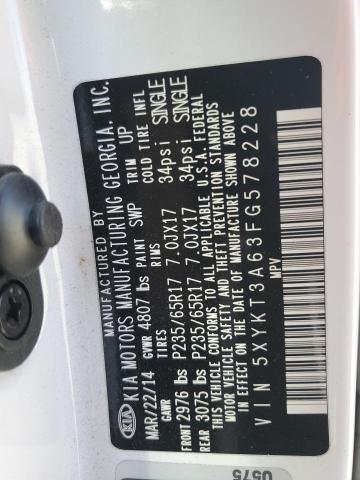 KIA
MANUFACTURED BY
KIA MOTORS MANUFACTURING GEORGIA, INC.
MAR/22/14 GVWR 4807 lbs PAINT SWP TRIM UP
GAWR TIRES RIMS COLD TIRE INFL
FRONT 2976 lbs P235/65R17 7.0JX17 34psi SINGLE
REAR 3075 lbs P235/65R17 7.0JX17 34psi SINGLE
THIS VEHICLE CONFORMS TO ALL APPLICABLE U.S.A. FEDERAL
MOTOR VEHICLE SAFETY AND THEFT PREVENTION STANDARDS
IN EFFECT ON THE DATE OF MANUFACTURE SHOWN ABOVE
VIN 5XYKT3A63FG578228
MPV
0575